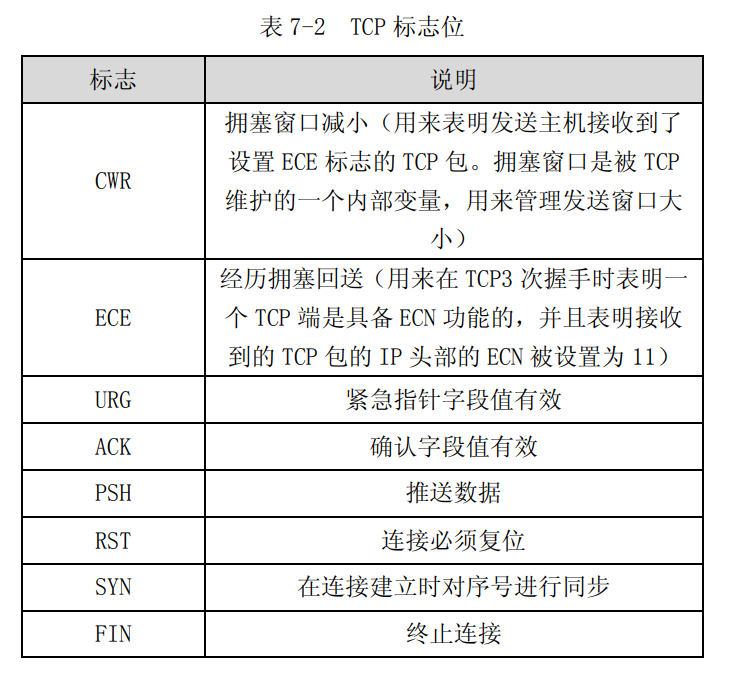 表 7-2 TCP 标志位
标志 说明
CWR
拥塞窗口减小（用来表明发送主机接收到了
设置 ECE 标志的 TCP 包。拥塞窗口是被 TCP
维护的一个内部变量，用来管理发送窗口大
小）
ECE
经历拥塞回送（用来在 TCP3 次握手时表明一
个 TCP 端是具备 ECN 功能的，并且表明接收
到的 TCP 包的 IP 头部的 ECN 被设置为 11）
URG 紧急指针字段值有效
ACK 确认字段值有效
PSH 推送数据
RST 连接必须复位
SYN 在连接建立时对序号进行同步
FIN 终止连接